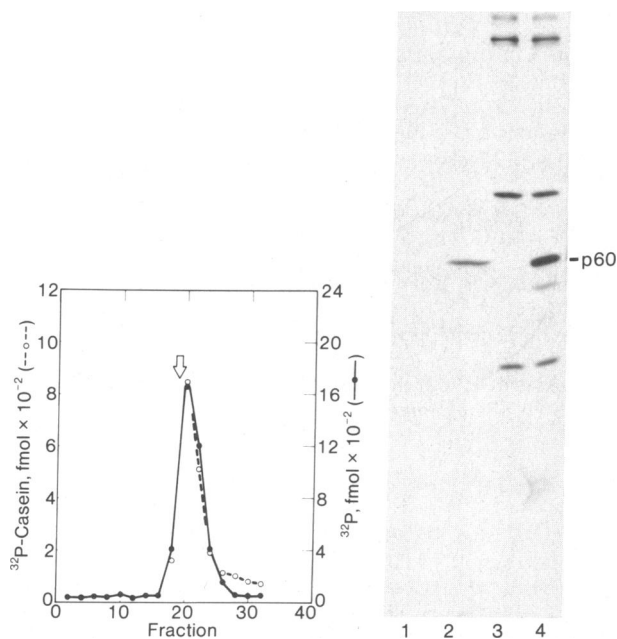 12
10
8
6
4
2
0
³²P-Casein, fmol × 10⁻² (--○--)
24
20
16
12
8
4
0
³²P, fmol × 10⁻² (—●—)
0 10 20 30 40
Fraction
p60
1 2 3 4